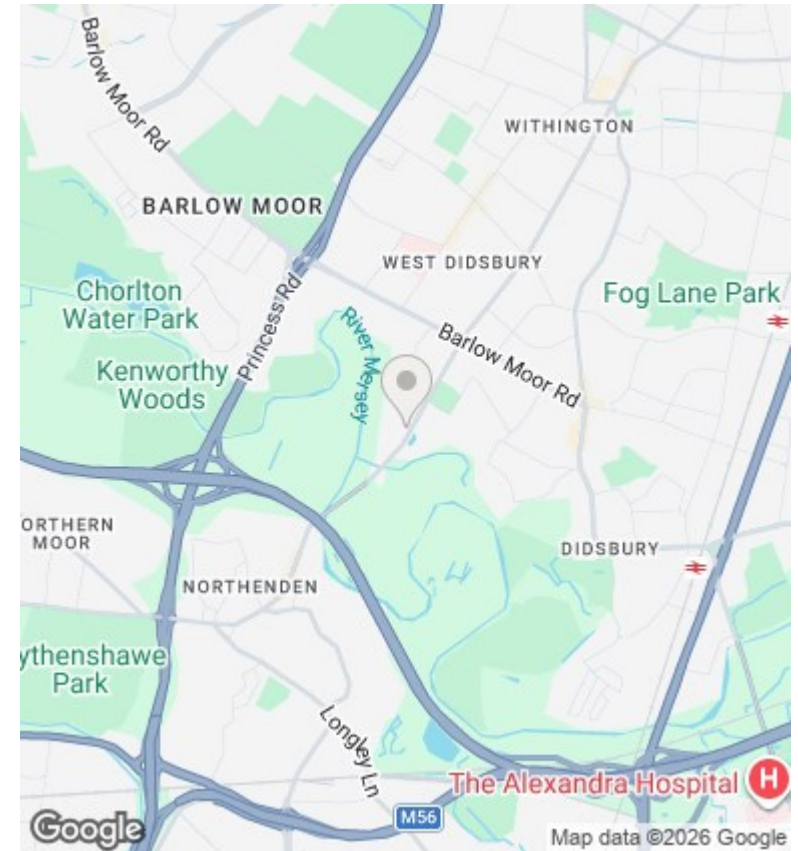 Barlow Moor Rd
WITHINGTON
BARLOW MOOR
WEST DIDSBURY
Chorlton
Water Park
Princess Rd
River Mersey
Fog Lane Park
Barlow Moor Rd
Kenworthy
Woods
ORTHERN
MOOR
DIDSBURY
NORTHENDEN
ythenshawe
Park
Longley Ln
The Alexandra Hospital
H
M56
Google
Map data ©2026 Google